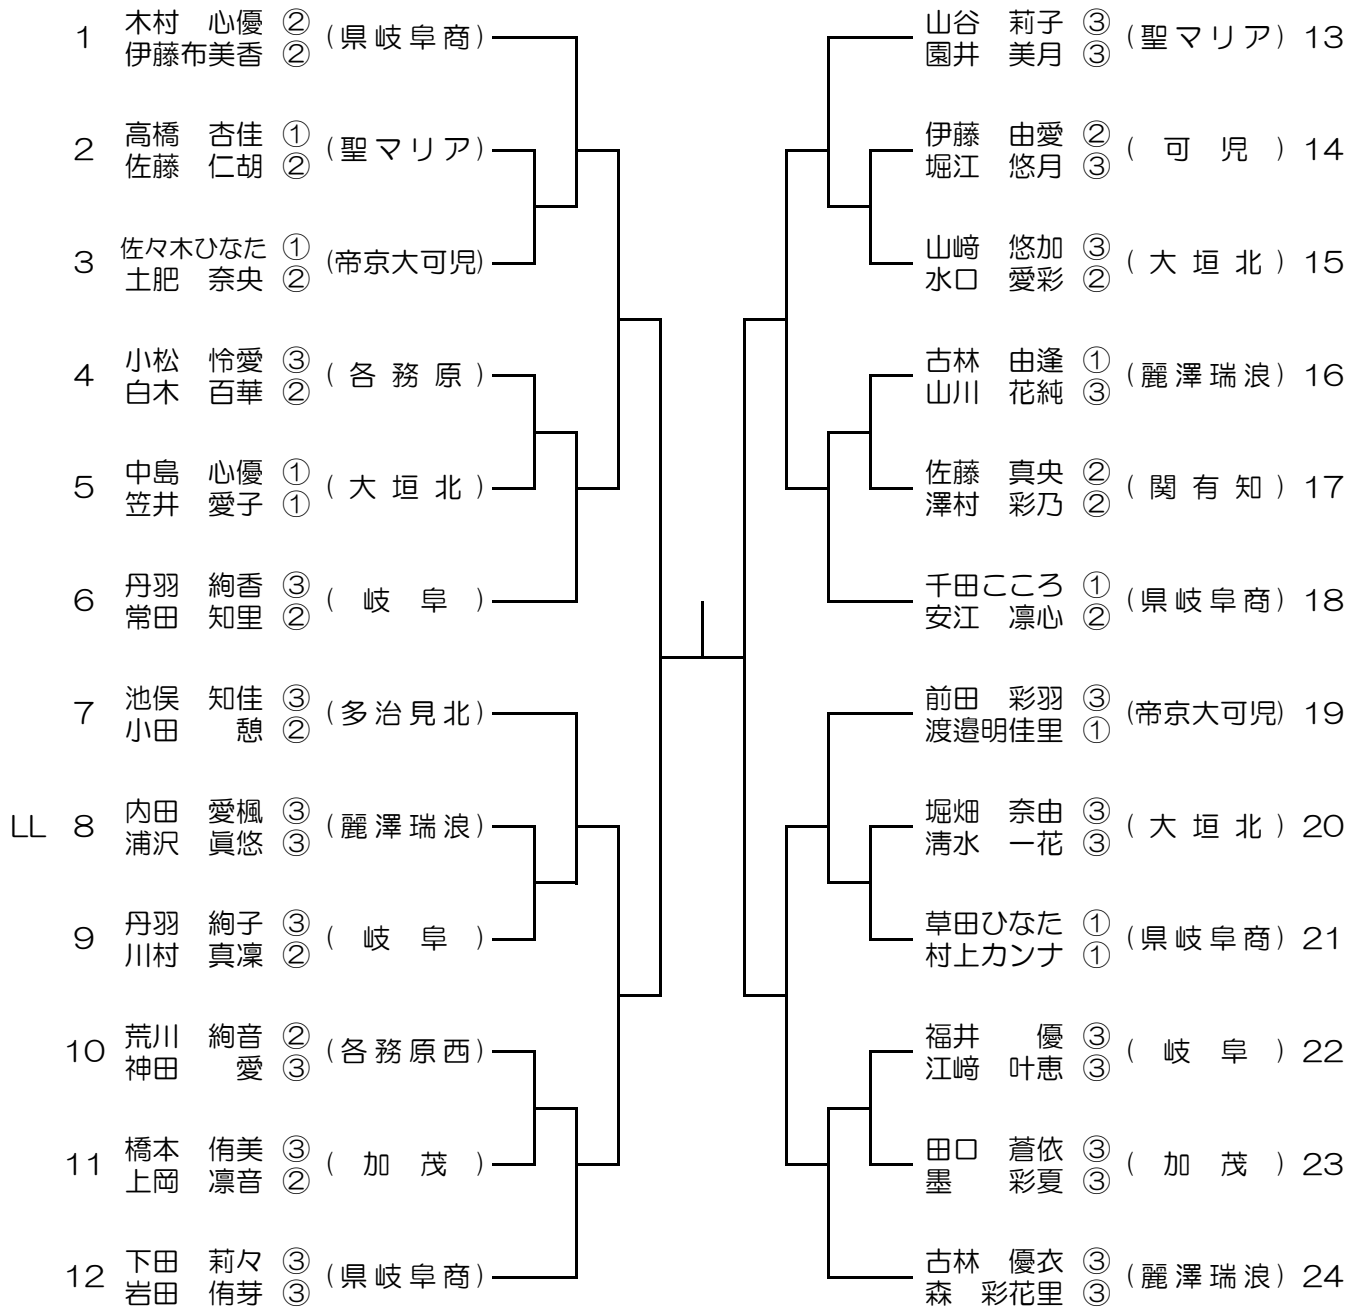 1 木村 心優 ② (県岐阜商)
伊藤布美香 ②
2 高橋 杏佳 ① (聖マリア)
佐藤 仁胡 ②
3 佐々木ひなた ① (帝京大可児)
土肥 奈央 ②
4 小松 怜愛 ③ (各務原)
白木 百華 ②
5 中島 心優 ① (大垣北)
笠井 愛子 ①
6 丹羽 絢香 ③ (岐阜)
常田 知里 ②
7 池俣 知佳 ③ (多治見北)
小田 憩 ②
LL 8 内田 愛楓 ③ (麗澤瑞浪)
浦沢 眞悠 ③
9 丹羽 絢子 ③ (岐阜)
川村 真凜 ②
10 荒川 絢音 ② (各務原西)
神田 愛 ③
11 橋本 侑美 ③ (加茂)
上岡 凛音 ②
12 下田 莉々 ③ (県岐阜商)
岩田 侑芽 ③
山谷 莉子 ③ (聖マリア) 13
園井 美月 ③
伊藤 由愛 ② (可児) 14
堀江 悠月 ③
山﨑 悠加 ③ (大垣北) 15
水口 愛彩 ②
古林 由逢 ① (麗澤瑞浪) 16
山川 花純 ③
佐藤 真央 ② (関有知) 17
澤村 彩乃 ②
千田こころ ① (県岐阜商) 18
安江 凛心 ②
前田 彩羽 ③ (帝京大可児) 19
渡邉明佳里 ①
堀畑 奈由 ③ (大垣北) 20
清水 一花 ③
草田ひなた ① (県岐阜商) 21
村上カンナ ①
福井 優 ③ (岐阜) 22
江﨑 叶恵 ③
田口 蒼依 ③ (加茂) 23
墨 彩夏 ③
古林 優衣 ③ (麗澤瑞浪) 24
森 彩花里 ③